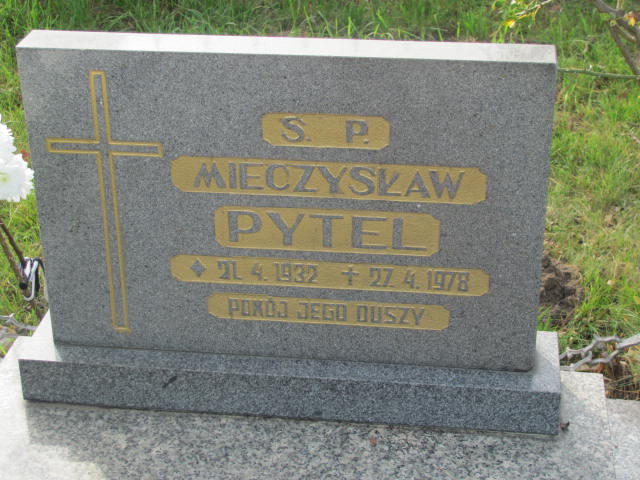 S. P.
MIECZYSŁAW
PYTEL
21. 4. 1932 + 27. 4. 1978
POKÓJ JEGO DUSZY